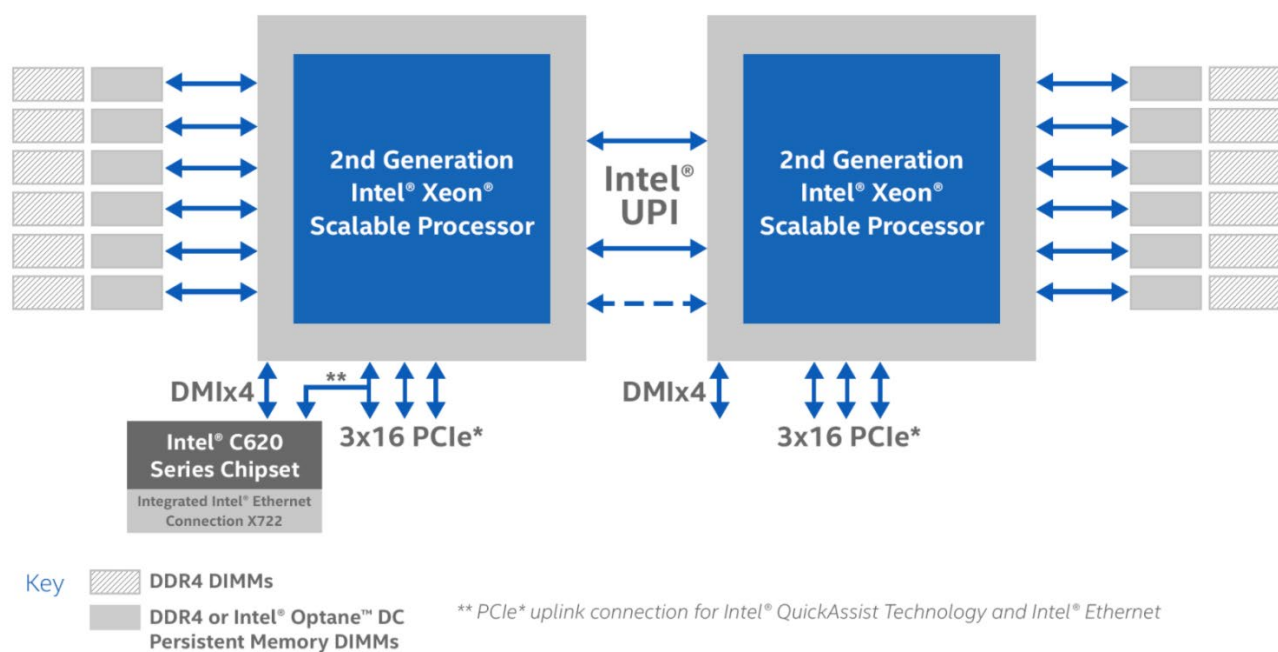 2nd Generation
Intel® Xeon®
Scalable Processor
Intel®
UPI
2nd Generation
Intel® Xeon®
Scalable Processor
DMIx4
**
3x16 PCIe*
DMIx4
3x16 PCIe*
Intel® C620
Series Chipset
Integrated Intel® Ethernet
Connection X722
Key
DDR4 DIMMs
DDR4 or Intel® Optane™ DC
Persistent Memory DIMMs
** PCIe* uplink connection for Intel® QuickAssist Technology and Intel® Ethernet